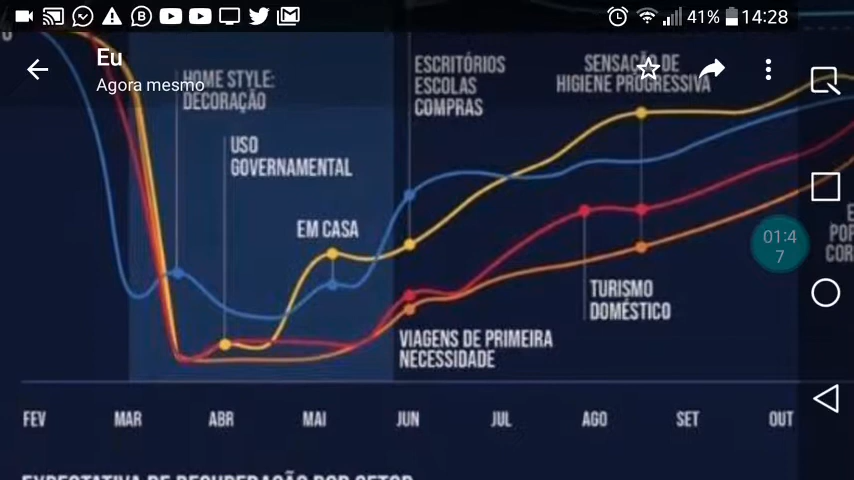 41% 14:28
Eu
Agora mesmo
HOME STYLE:
DECORAÇÃO
USO
GOVERNAMENTAL
EM CASA
ESCRITÓRIOS
ESCOLAS
COMPRAS
SENSAÇÃO DE
HIGIENE PROGRESSIVA
01:4
7
TURISMO
DOMÉSTICO
VIAGENS DE PRIMEIRA
NECESSIDADE
FEV MAR ABR MAI JUN JUL AGO SET OUT
EXPECTATIVA DE RECUPERAÇÃO POR SETOR